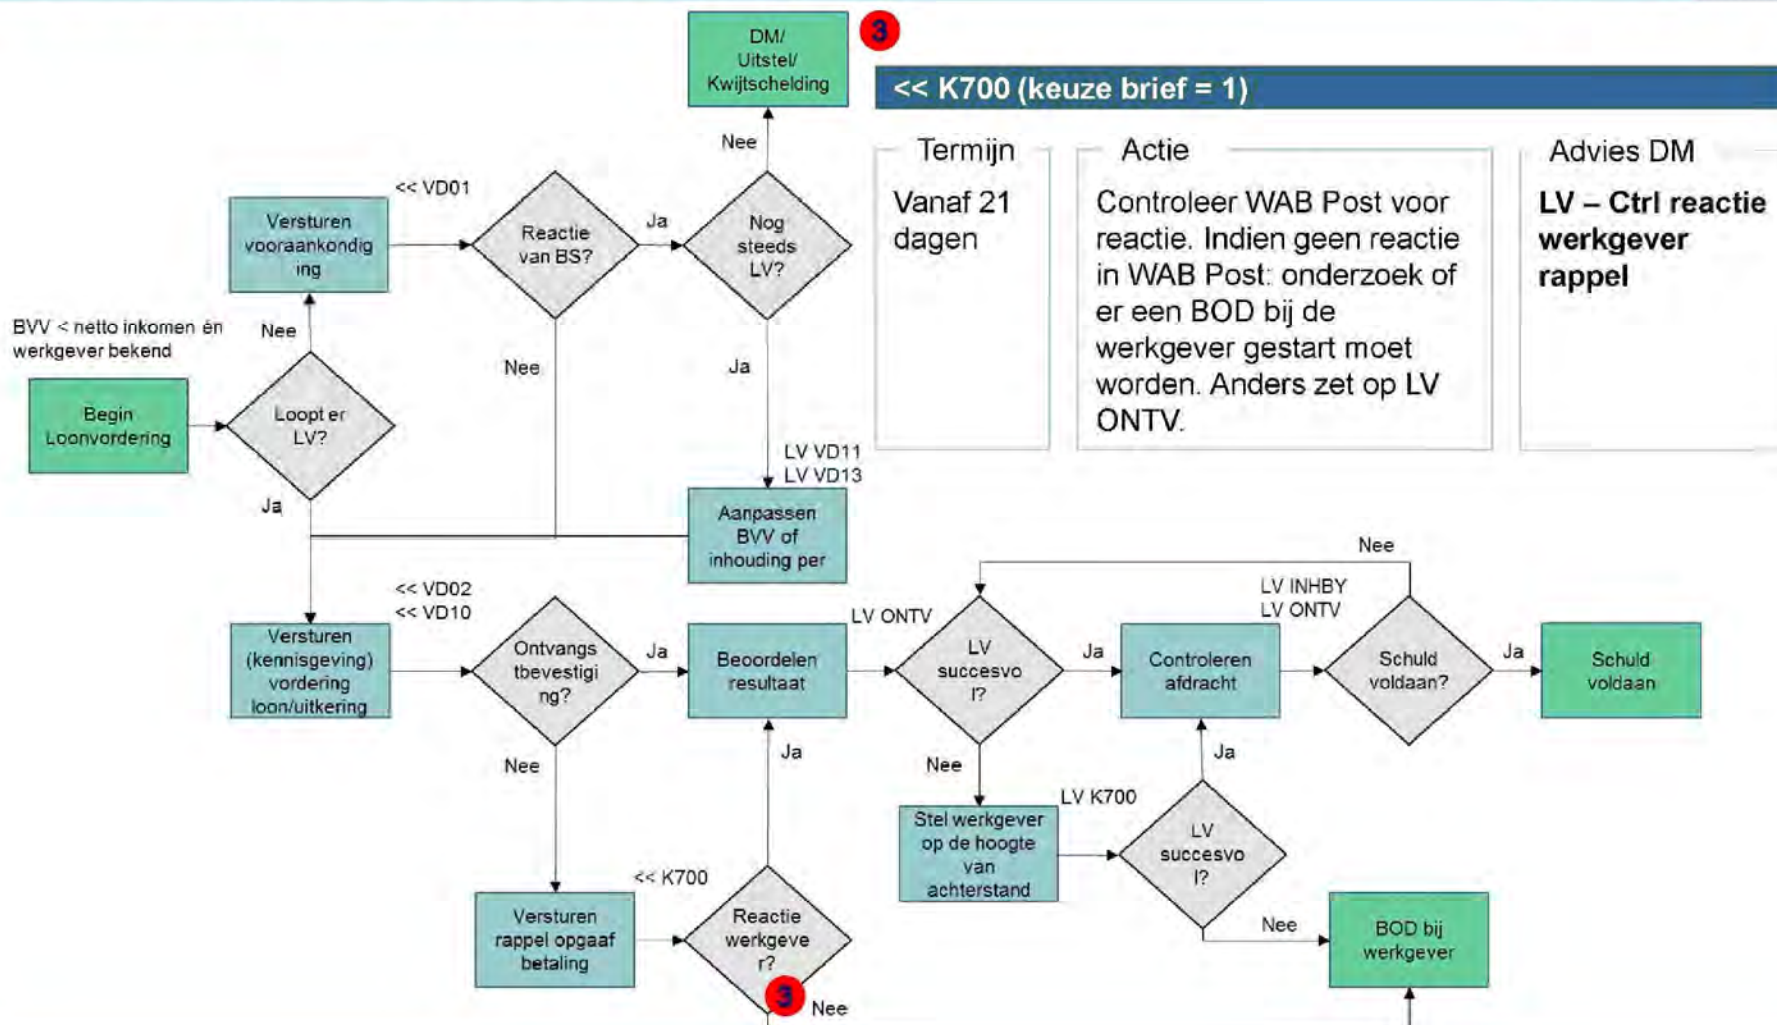 DM/
Uitstel/
Kwijtschelding
3
<< K700 (keuze brief = 1)
Termijn
Vanaf 21
dagen
Actie
Controleer WAB Post voor
reactie. Indien geen reactie
in WAB Post: onderzoek of
er een BOD bij de
werkgever gestart moet
worden. Anders zet op LV
ONTV.
Advies DM
LV – Ctrl reactie
werkgever
rappel
Nee
<< VD01
Versturen
vooraankondig
ing
Reactie
van BS?
Ja
Nog
steeds
LV?
BVV < netto inkomen én
werkgever bekend
Nee
Nee
Ja
Begin
Loonvordering
Loopt er
LV?
Ja
LV VD11
LV VD13
Aanpassen
BVV of
inhouding per
Nee
<< VD02
<< VD10
LV INHBY
LV ONTV
Versturen
(kennisgeving)
vordering
loon/uitkering
Ontvangs
tbevestigi
ng?
Ja
Beoordelen
resultaat
LV ONTV
LV
succesvo
l?
Ja
Controleren
afdracht
Schuld
voldaan?
Ja
Schuld
voldaan
Nee
Ja
Nee
Ja
LV K700
Stel werkgever
op de hoogte
van
achterstand
LV
succesvo
l?
<< K700
Versturen
rappel opgaaf
betaling
Reactie
werkgeve
r?
3
Nee
Nee
BOD bij
werkgever